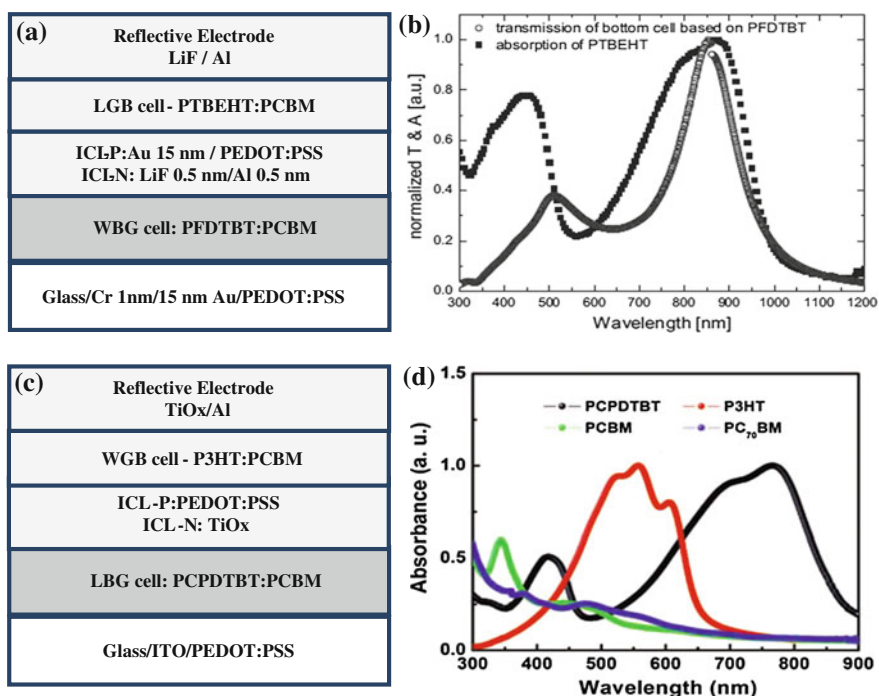 (a)
Reflective Electrode
LiF / Al
LGB cell - PTBEHT:PCBM
ICL-P:Au 15 nm / PEDOT:PSS
ICL-N: LiF 0.5 nm/Al 0.5 nm
WBG cell: PFDTBT:PCBM
Glass/Cr 1nm/15 nm Au/PEDOT:PSS
(b)
transmission of bottom cell based on PFDTBT
absorption of PTBEHT
normalized T & A [a.u.]
1.0
0.8
0.6
0.4
0.2
0.0
300 400 500 600 700 800 900 1000 1100 1200
Wavelength [nm]
(c)
Reflective Electrode
TiOx/Al
WGB cell - P3HT:PCBM
ICL -P:PEDOT:PSS
ICL -N: TiOx
LBG cell: PCPDTBT:PCBM
Glass/ITO/PEDOT:PSS
(d)
PCPDTBT P3HT
PCBM PC70BM
Absorbance (a. u.)
1.5
1.0
0.5
0.0
300 400 500 600 700 800 900
Wavelength (nm)